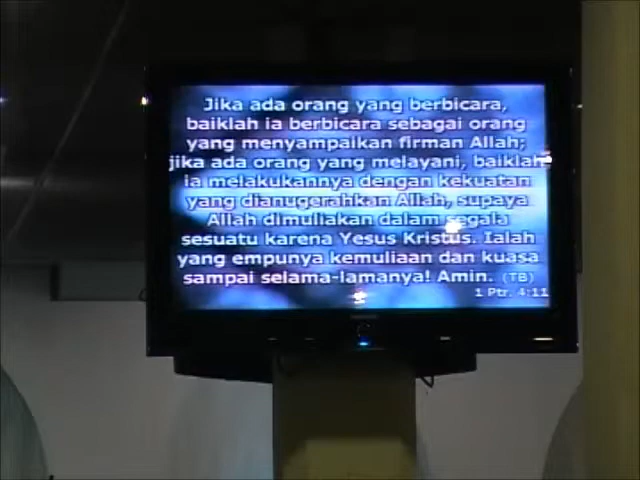 Jika ada orang yang berbicara,
baiklah ia berbicara sebagai orang
yang menyampaikan firman Allah;
jika ada orang yang melayani, baiklah
ia melakukannya dengan kekuatan
yang dianugerahkan Allah, supaya
Allah dimuliakan dalam segala
sesuatu karena Yesus Kristus. Ialah
yang empunya kemuliaan dan kuasa
sampai selama-lamanya! Amin. (TB)
1 Ptr. 4:11